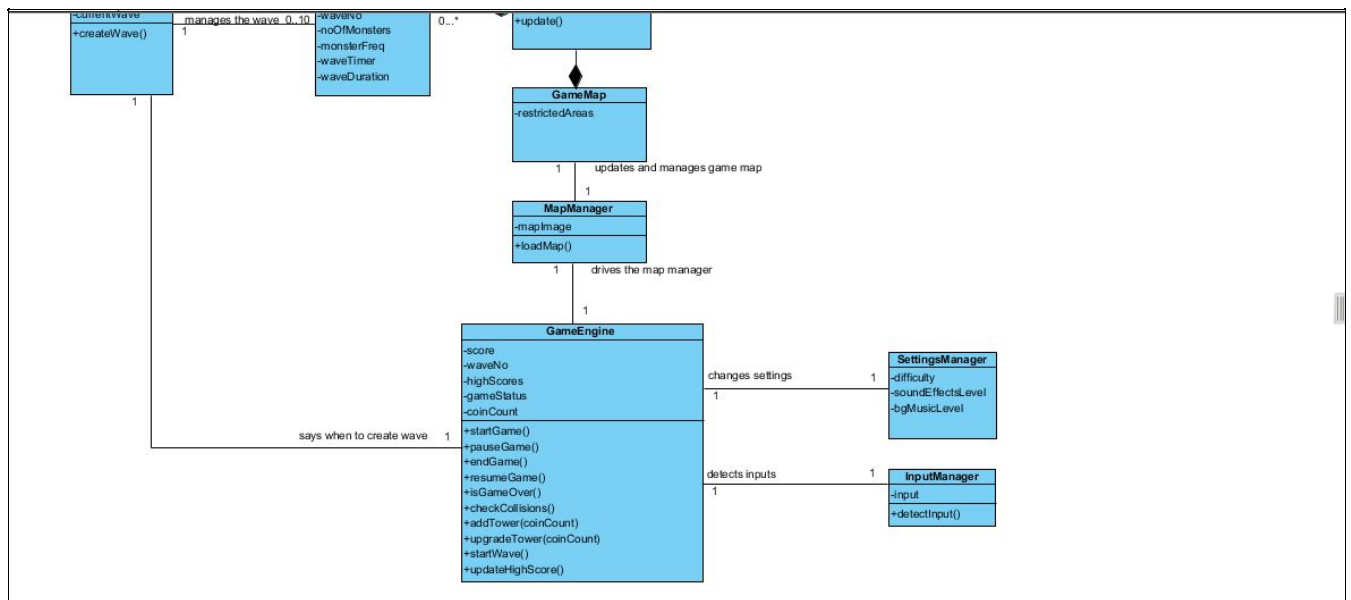 -currentWave
+createWave()
1
manages the wave 0..10
1
-waveNo
-noOfMonsters
-monsterFreq
-waveTimer
-waveDuration
0...*
+update()
GameMap
-restrictedAreas
1
updates and manages game map
1
MapManager
-mapImage
+loadMap()
1
drives the map manager
1
GameEngine
-score
-waveNo
-highScores
-gameStatus
-coinCount
+startGame()
+pauseGame()
+endGame()
+resumeGame()
+isGameOver()
+checkCollisions()
+addTower(coinCount)
+upgradeTower(coinCount)
+startWave()
+updateHighScore()
says when to create wave
1
changes settings
1
1
SettingsManager
-difficulty
-soundEffectsLevel
-bgMusicLevel
detects inputs
1
1
InputManager
-input
+detectInput()